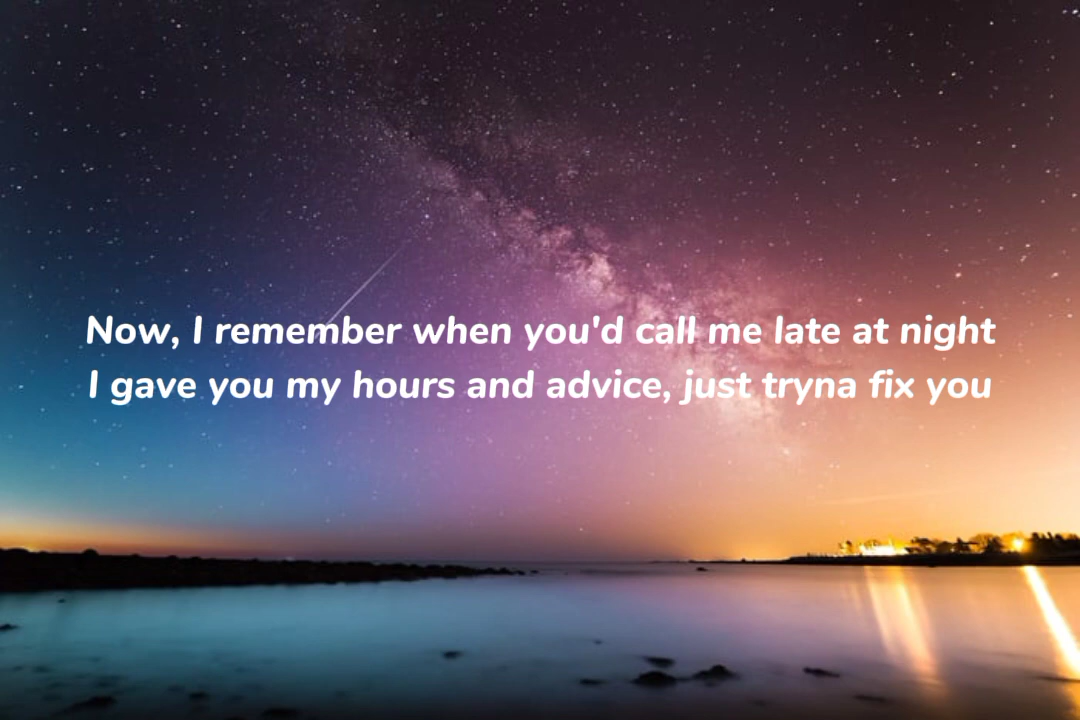 Now, I remember when you'd call me late at night
I gave you my hours and advice, just tryna fix you